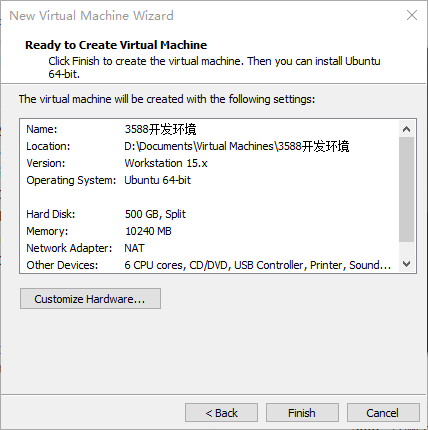 New Virtual Machine Wizard
Ready to Create Virtual Machine
Click Finish to create the virtual machine. Then you can install Ubuntu
64-bit.
The virtual machine will be created with the following settings:
Name: 3588开发环境
Location: D:\Documents\Virtual Machines\3588开发环境
Version: Workstation 15.x
Operating System: Ubuntu 64-bit
Hard Disk: 500 GB, Split
Memory: 10240 MB
Network Adapter: NAT
Other Devices: 6 CPU cores, CD/DVD, USB Controller, Printer, Sound...
Customize Hardware...
< Back Finish Cancel